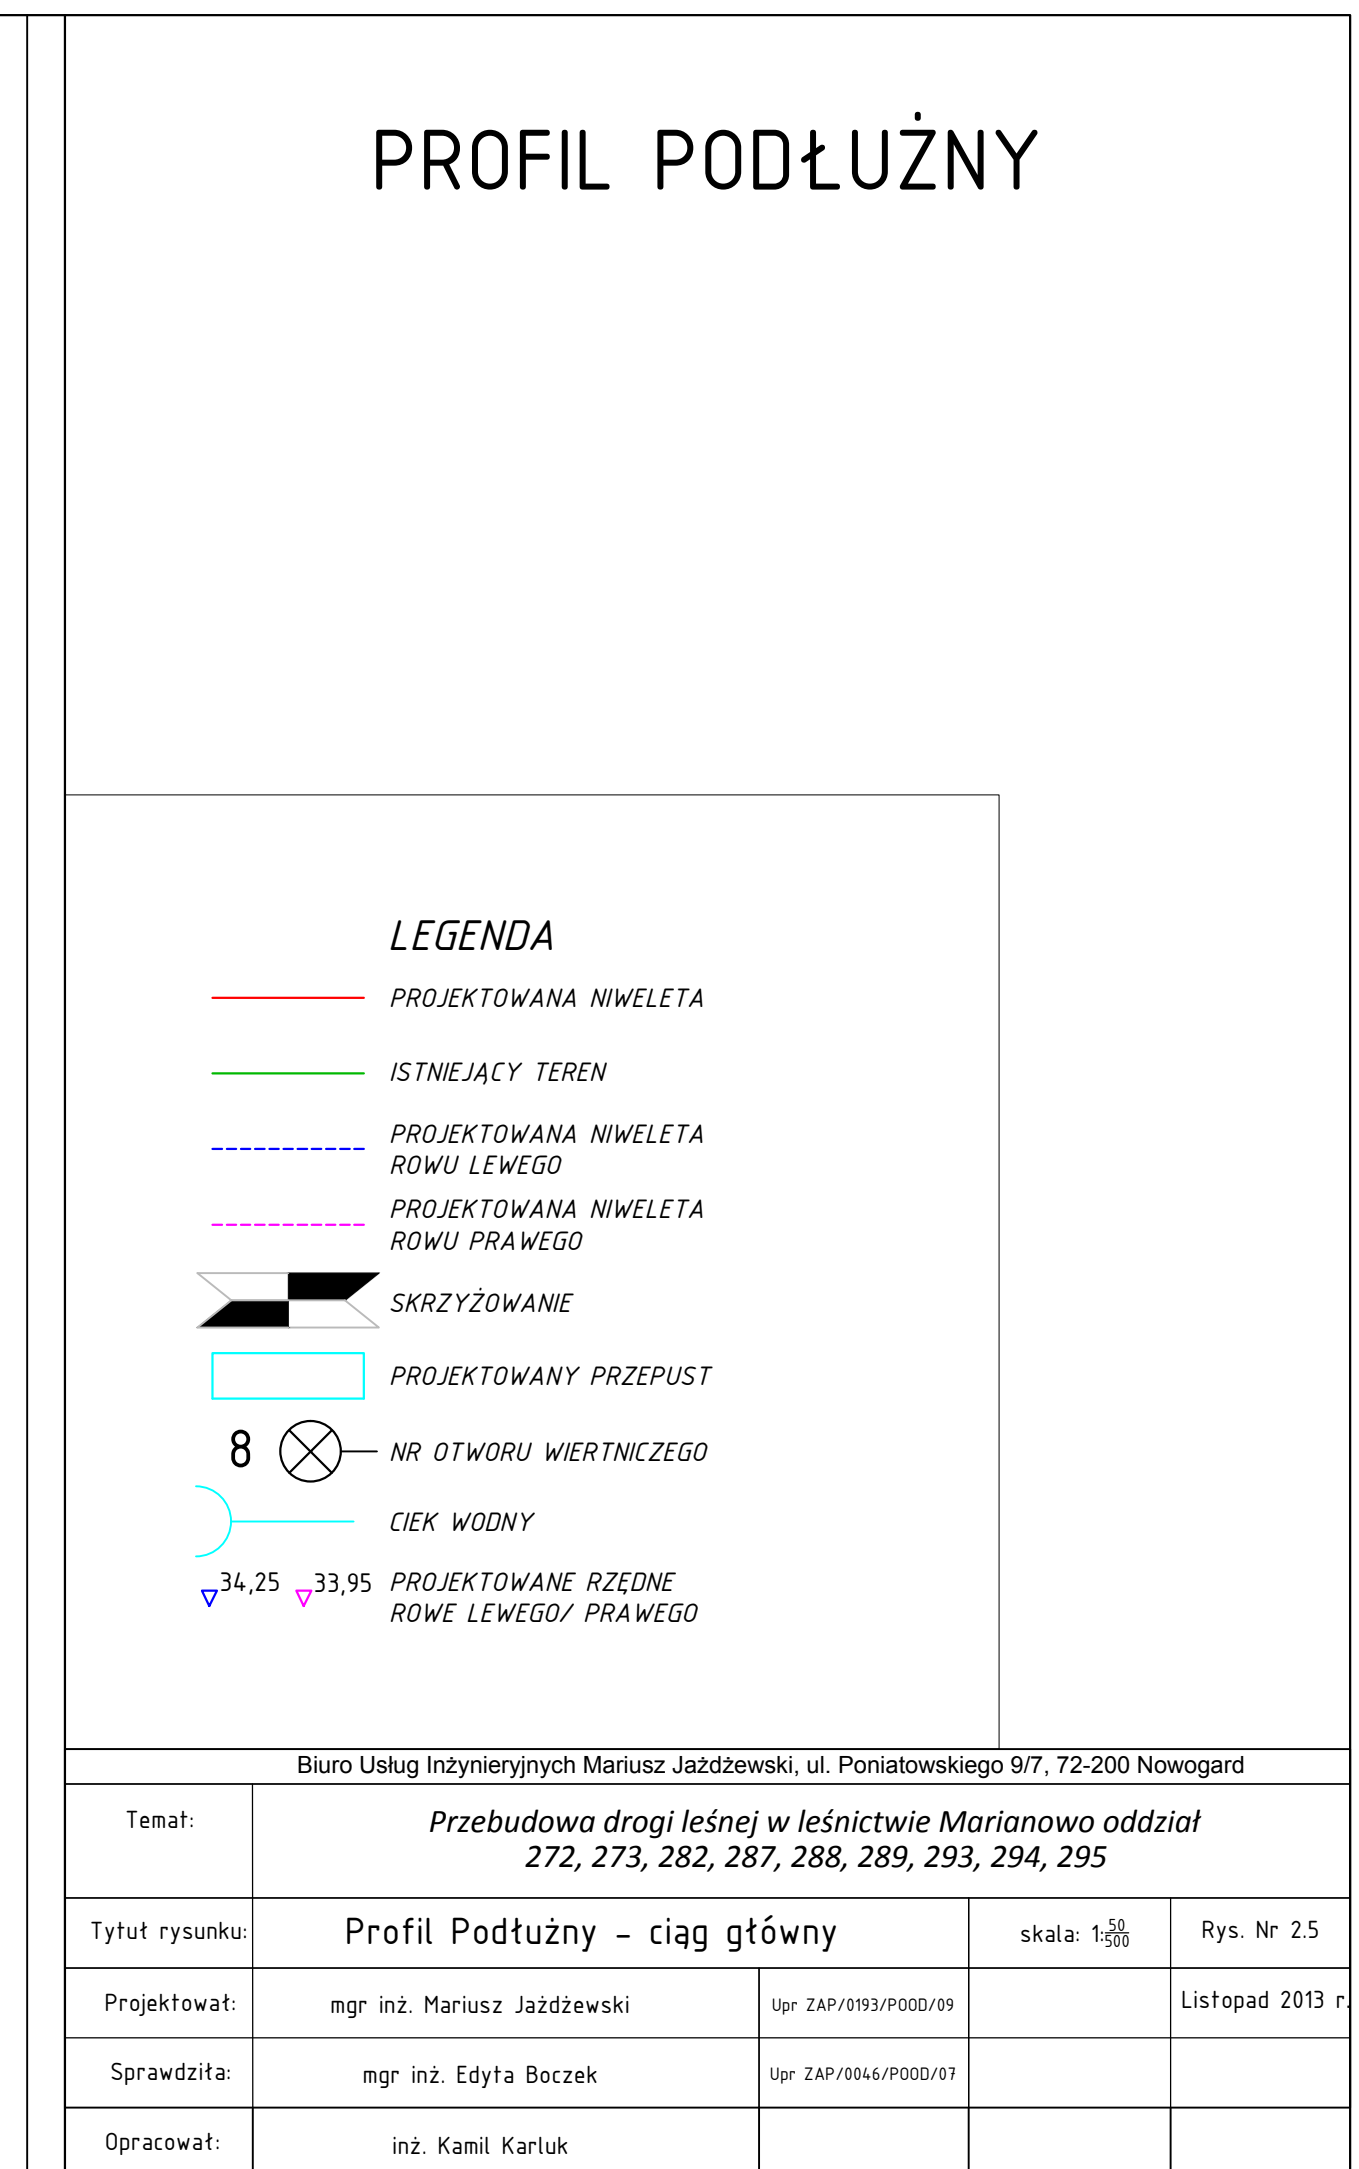 PROFIL PODŁUŻNY
LEGENDA
PROJEKTOWANA NIWELETA
ISTNIEJĄCY TEREN
PROJEKTOWANA NIWELETA
ROWU LEWEGO
PROJEKTOWANA NIWELETA
ROWU PRAWEGO
SKRZYŻOWANIE
PROJEKTOWANY PRZEPUST
8 NR OTWORU WIERTNICZEGO
CIEK WODNY
34,25 33,95 PROJEKTOWANE RZĘDNE
ROWE LEWEGO/ PRAWEGO
Biuro Usług Inżynieryjnych Mariusz Jażdżewski, ul. Poniatowskiego 9/7, 72-200 Nowogard
Temat: Przebudowa drogi leśnej w leśnictwie Marianowo oddział
272, 273, 282, 287, 288, 289, 293, 294, 295
Tytuł rysunku: Profil Podłużny - ciąg główny skala: 1:50/500 Rys. Nr 2.5
Projektował: mgr inż. Mariusz Jażdżewski Upr ZAP/0193/POOD/09 Listopad 2013 r.
Sprawdziła: mgr inż. Edyta Boczek Upr ZAP/0046/POOD/07
Opracował: inż. Kamil Karluk